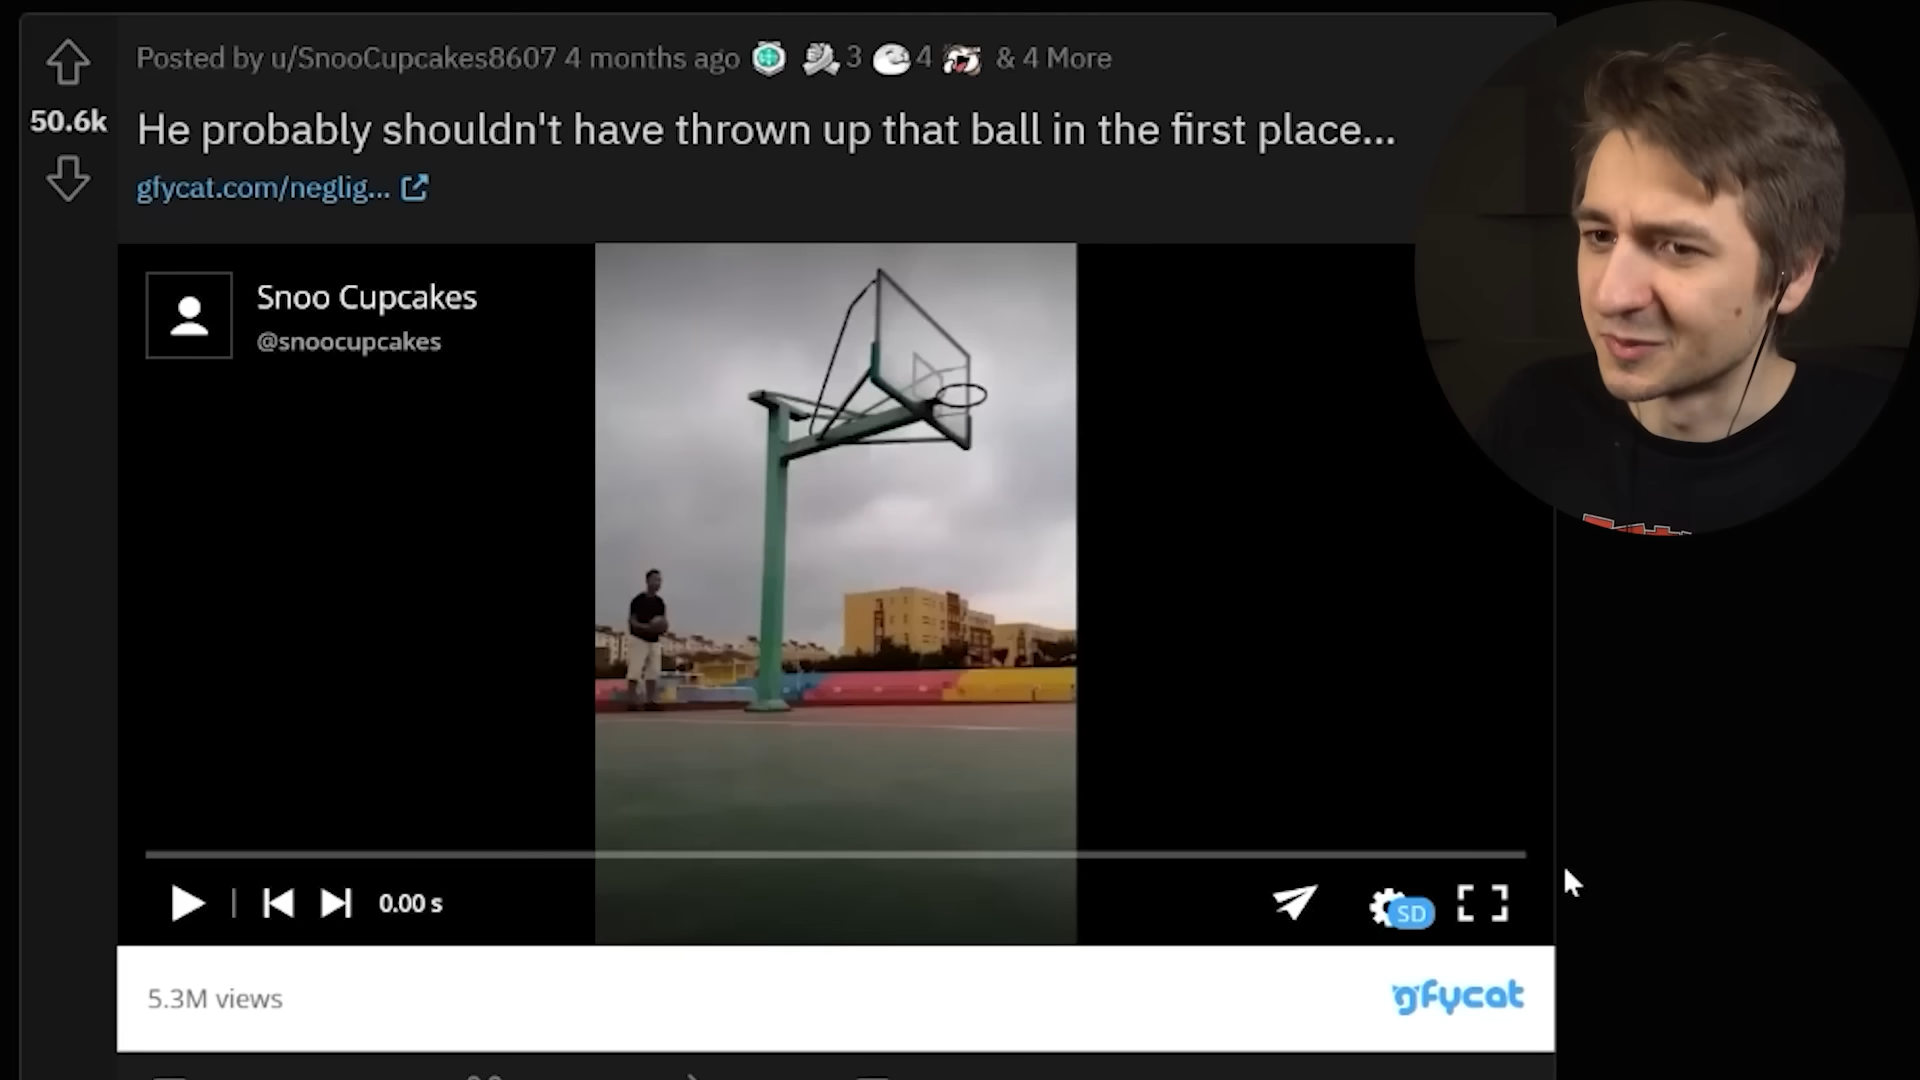 Posted by u/SnooCupcakes8607 4 months ago 3 4 & 4 More
50.6k
He probably shouldn't have thrown up that ball in the first place...
gfycat.com/neglig...
Snoo Cupcakes
@snoocupcakes
0.00 s
SD
5.3M views
gfycat